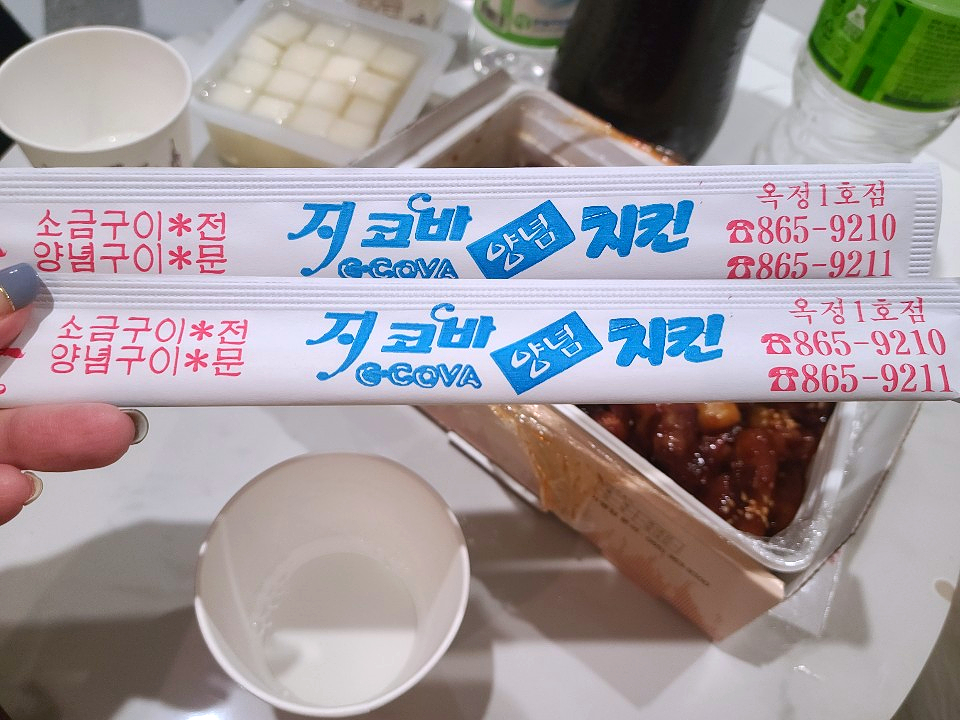 소금구이*전
양념구이*문
지코바 양념 치킨
G-COVA
옥정1호점
☎865-9210
☎865-9211
소금구이*전
양념구이*문
지코바 양념 치킨
G-COVA
옥정1호점
☎865-9210
☎865-9211